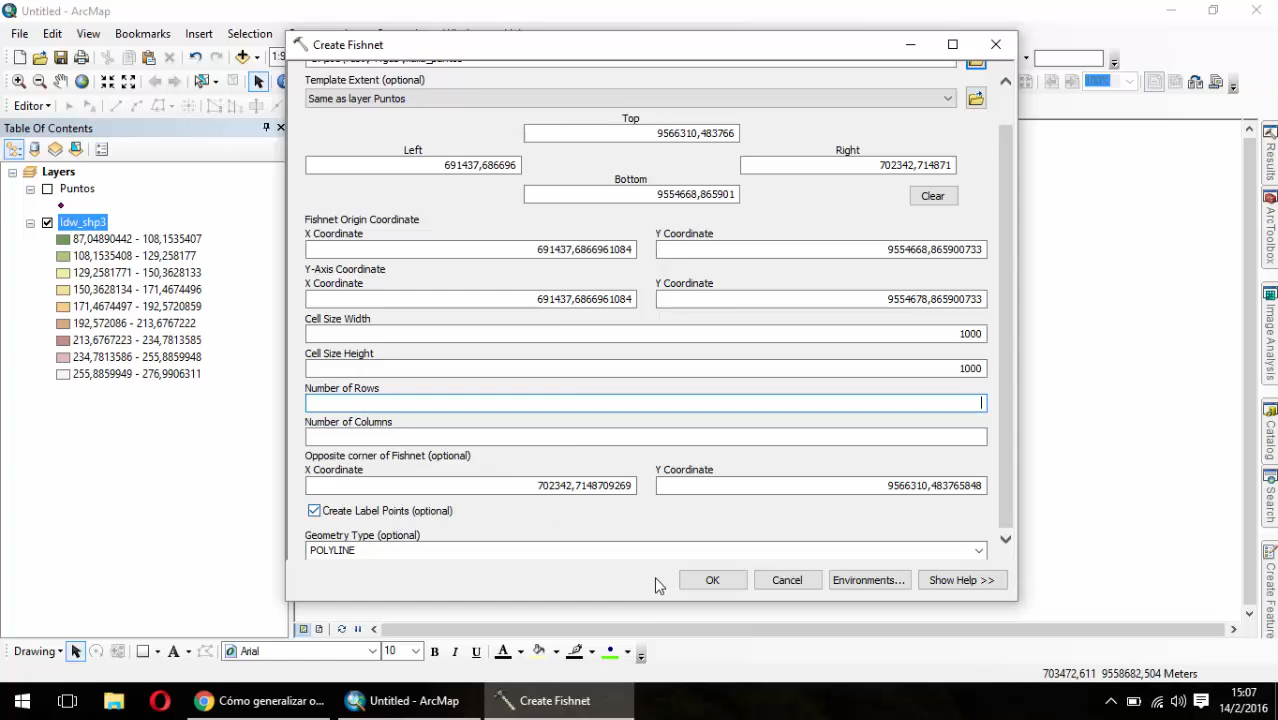 Untitled - ArcMap
File Edit View Bookmarks Insert Selection
Create Fishnet
Template Extent (optional)
Same as layer Puntos
Top
9566310,483766
Left
Right
691437,686696
702342,714871
Bottom
9554668,865901
Clear
Fishnet Origin Coordinate
X Coordinate
Y Coordinate
691437,6866961084
9554668,865900733
Y-Axis Coordinate
X Coordinate
Y Coordinate
691437,6866961084
9554678,865900733
Cell Size Width
1000
Cell Size Height
1000
Number of Rows
Number of Columns
Opposite corner of Fishnet (optional)
X Coordinate
Y Coordinate
702342,7148709269
9566310,483765848
Create Label Points (optional)
Geometry Type (optional)
POLYLINE
OK Cancel Environments... Show Help >>
Editor
Table Of Contents
Layers
Puntos
Idw_shp3
87,04890442 - 108,1535407
108,1535408 - 129,258177
129,2581771 - 150,3628133
150,3628134 - 171,4674496
171,4674497 - 192,5720859
192,572086 - 213,6767222
213,6767223 - 234,7813585
234,7813586 - 255,8859948
255,8859949 - 276,9906311
100%
Results
ArcToolbox
Image Analysis
Catalog
Search
Create Feature
Drawing
Arial
10
B I U A
703472,611 9558682,504 Meters
Cómo generalizar o...
Untitled - ArcMap
Create Fishnet
15:07
14/2/2016